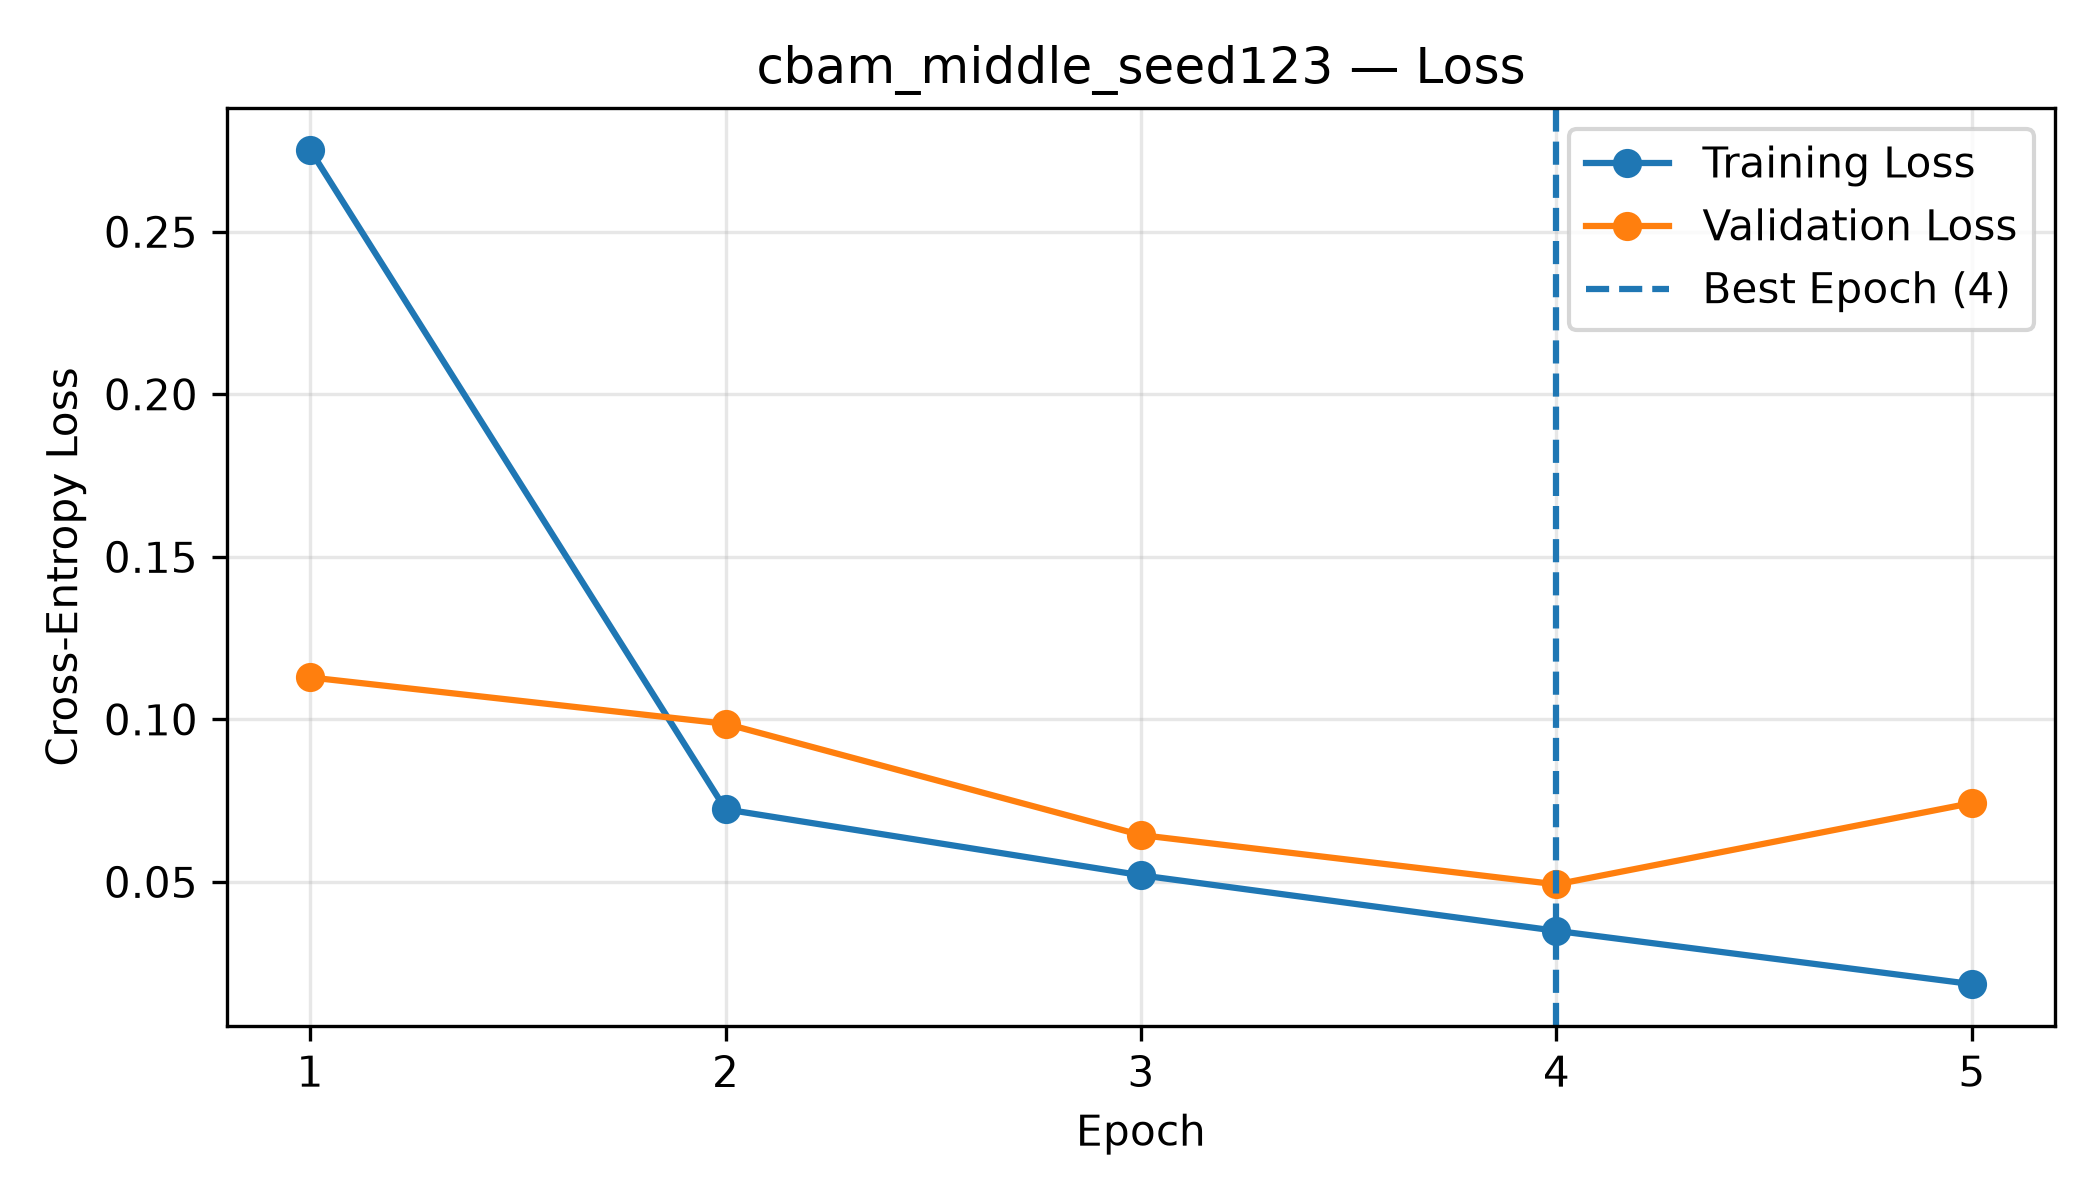 cbam_middle_seed123 — Loss
Training Loss
Validation Loss
Best Epoch (4)
Cross-Entropy Loss
0.25
0.20
0.15
0.10
0.05
1 2 3 4 5
Epoch